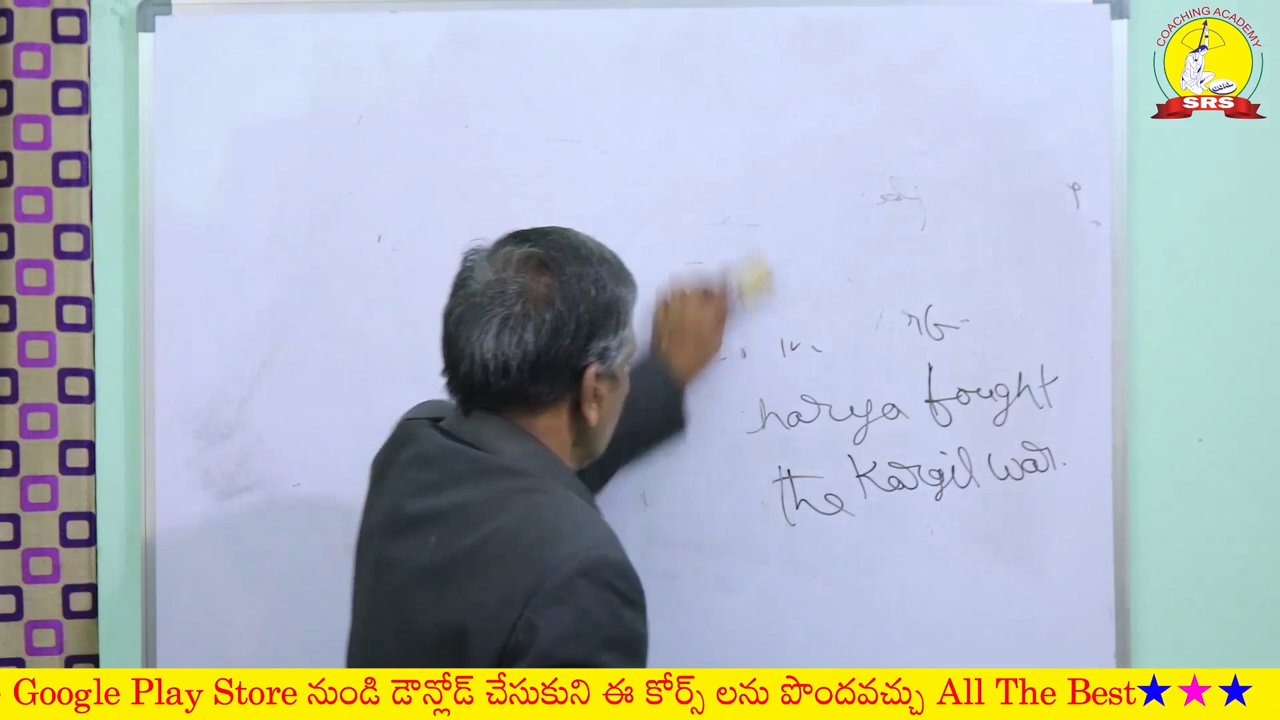 COACHING ACADEMY
SRS
harya fought
the Kargil war.
Google Play Store నుండి డౌన్లోడ్ చేసుకుని ఈ కోర్స్ లను పొందవచ్చు All The Best★★★